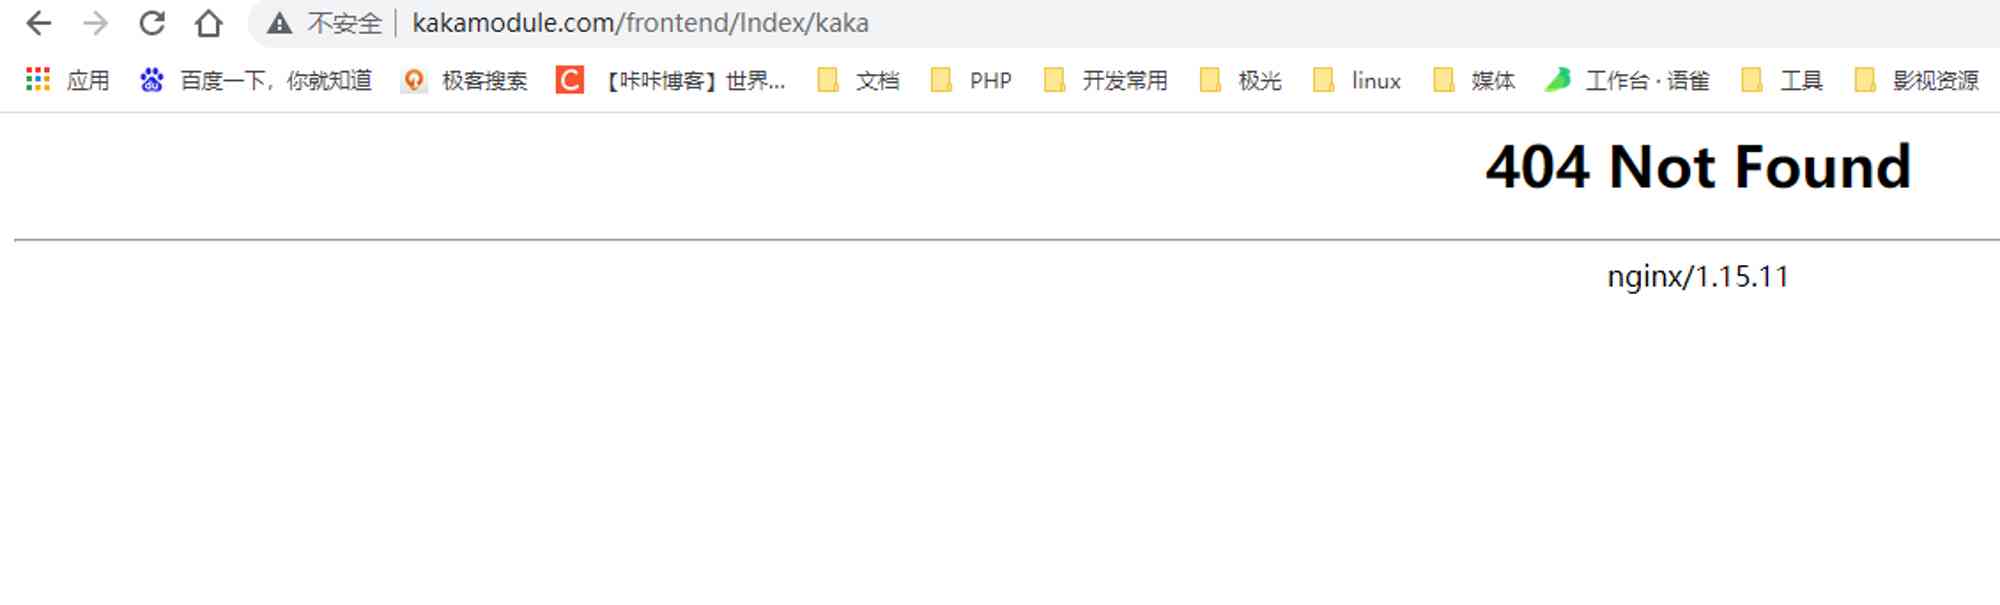 不安全 kakamodule.com/frontend/Index/kaka
应用 百度一下，你就知道 极客搜索 【咔咔博客】世界... 文档 PHP 开发常用 极光 linux 媒体 工作台 · 语雀 工具 影视资源
404 Not Found
nginx/1.15.11